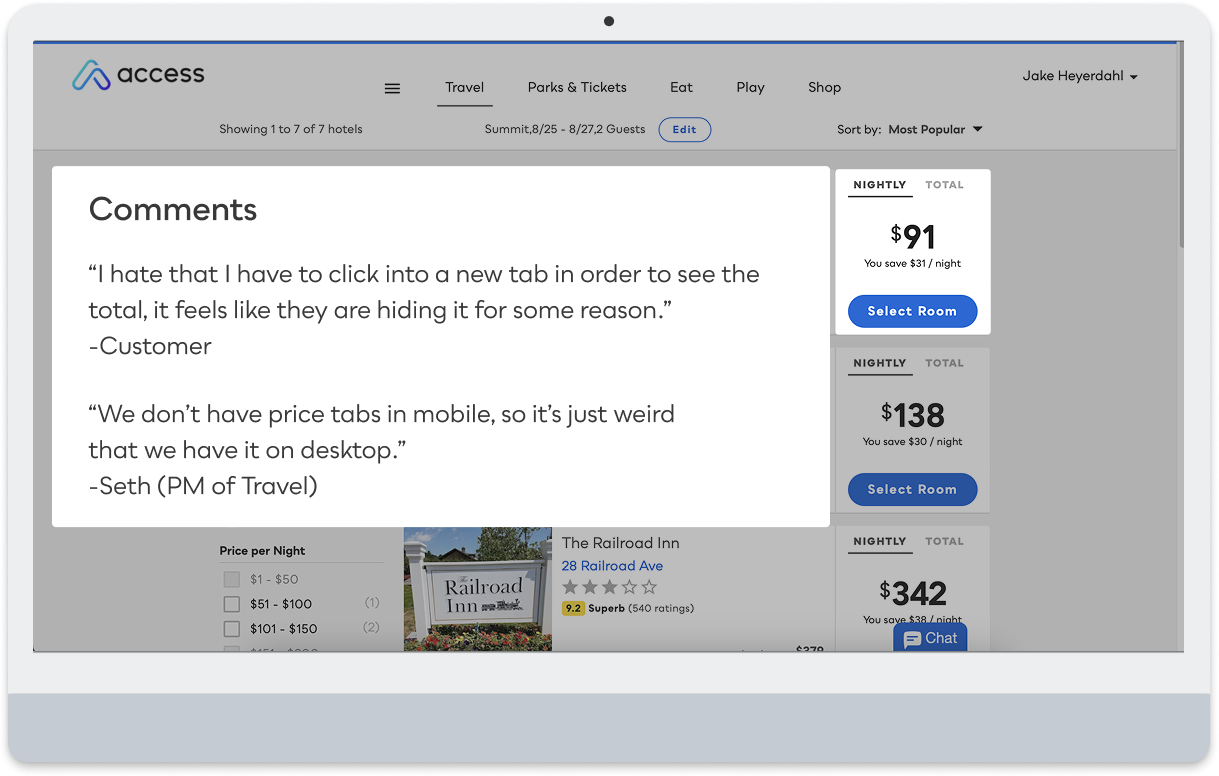 access
Travel
Parks & Tickets
Eat
Play
Shop
Jake Heyerdahl
Showing 1 to 7 of 7 hotels
Summit,8/25 - 8/27,2 Guests
Edit
Sort by: Most Popular
Comments
“I hate that I have to click into a new tab in order to see the
total, it feels like they are hiding it for some reason.”
-Customer
“We don’t have price tabs in mobile, so it’s just weird
that we have it on desktop.”
-Seth (PM of Travel)
NIGHTLY TOTAL
$91
You save $31 / night
Select Room
NIGHTLY TOTAL
$138
You save $30 / night
Select Room
Price per Night
$1 - $50
$51 - $100 (1)
$101 - $150 (2)
The Railroad Inn
The Railroad Inn
28 Railroad Ave
9.2 Superb (540 ratings)
$379
NIGHTLY TOTAL
$342
You save $38 / night
Chat